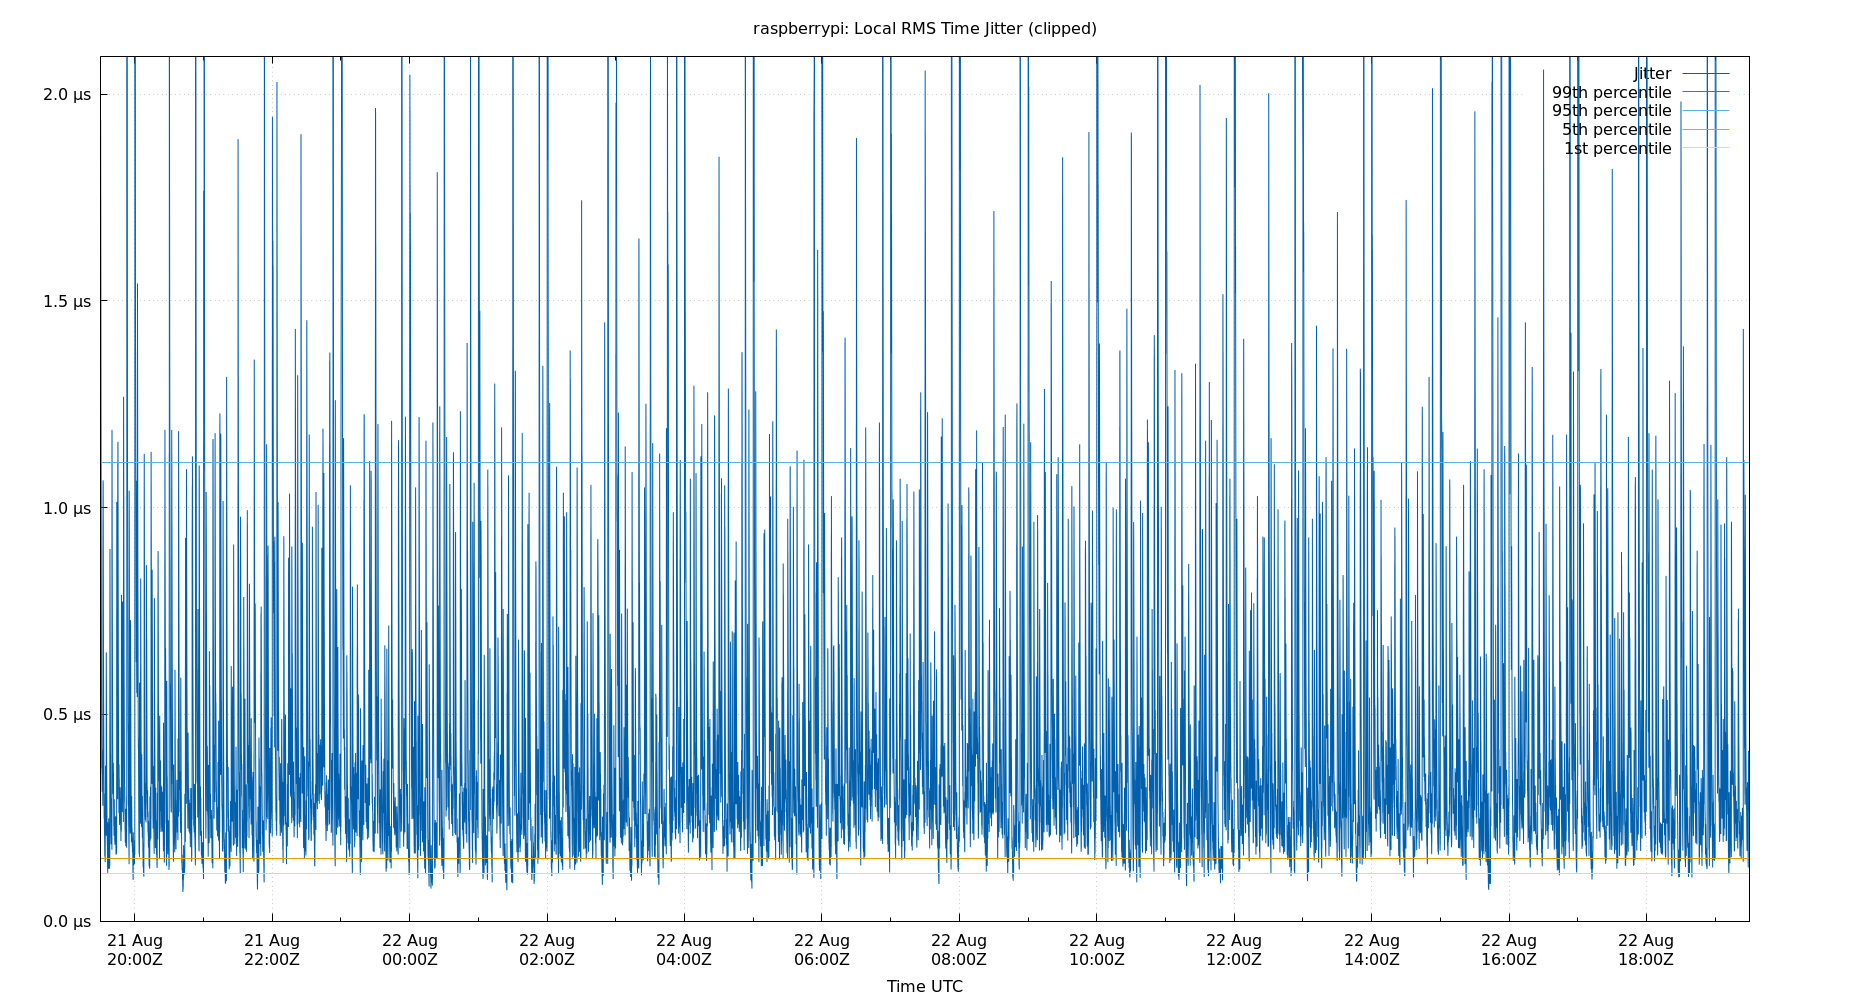 raspberrypi: Local RMS Time Jitter (clipped)
2.0 µs
1.5 µs
1.0 µs
0.5 µs
0.0 µs
Jitter
99th percentile
95th percentile
5th percentile
1st percentile
21 Aug 21 Aug 22 Aug 22 Aug 22 Aug 22 Aug 22 Aug 22 Aug 22 Aug 22 Aug 22 Aug 22 Aug
20:00Z 22:00Z 00:00Z 02:00Z 04:00Z 06:00Z 08:00Z 10:00Z 12:00Z 14:00Z 16:00Z 18:00Z
Time UTC